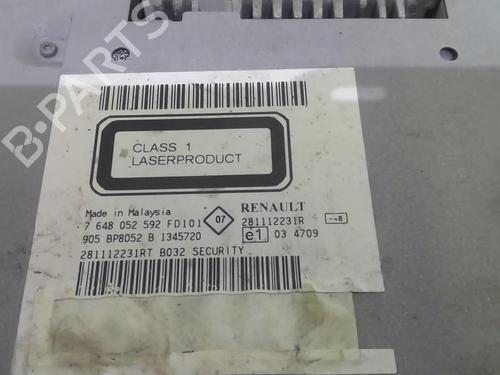 B-PARTS
CLASS 1
LASERPRODUCT
Made in Malaysia
7 648 052 592 FD101
905 BP8052 B 1345720
281112231RT B032 SECURITY
07
RENAULT
281112231R
e1 03 4709